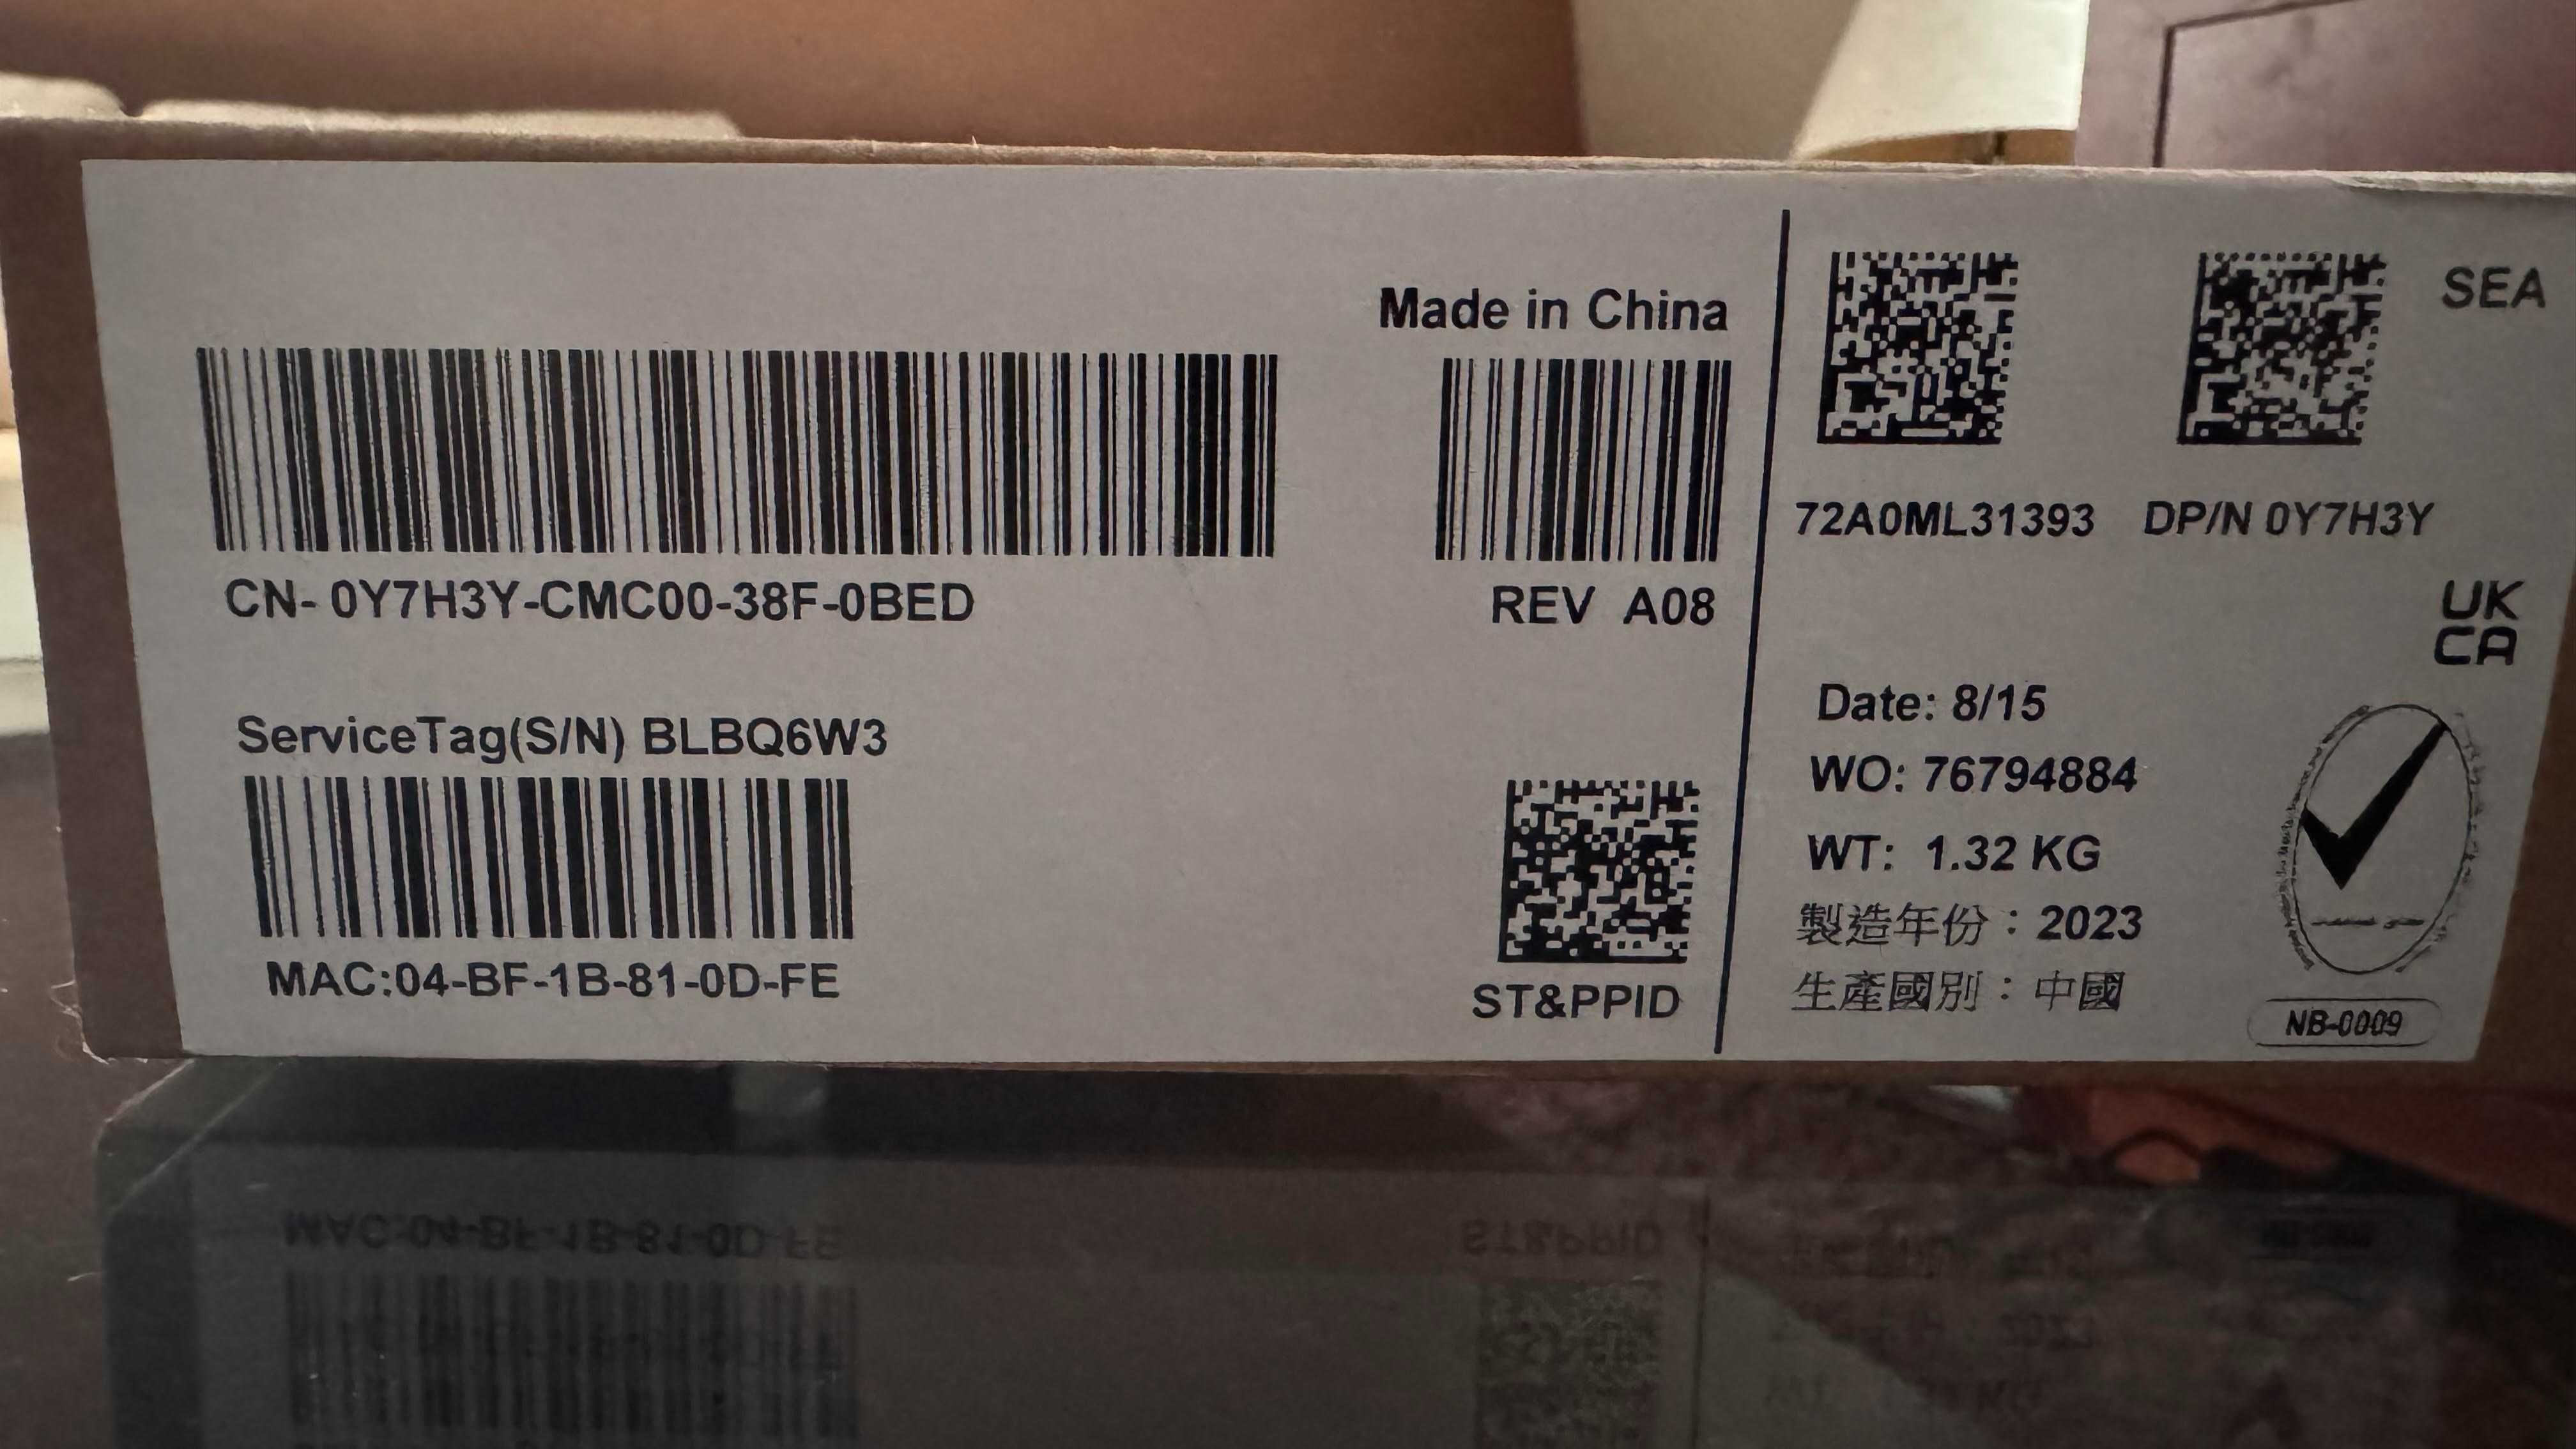 Made in China
CN- 0Y7H3Y-CMC00-38F-0BED
REV A08
ServiceTag(S/N) BLBQ6W3
MAC:04-BF-1B-81-0D-FE
ST&PPID
SEA
72A0ML31393
DP/N 0Y7H3Y
UK
CA
Date: 8/15
WO: 76794884
WT: 1.32 KG
製造年份：2023
生產國別：中國
NB-0009